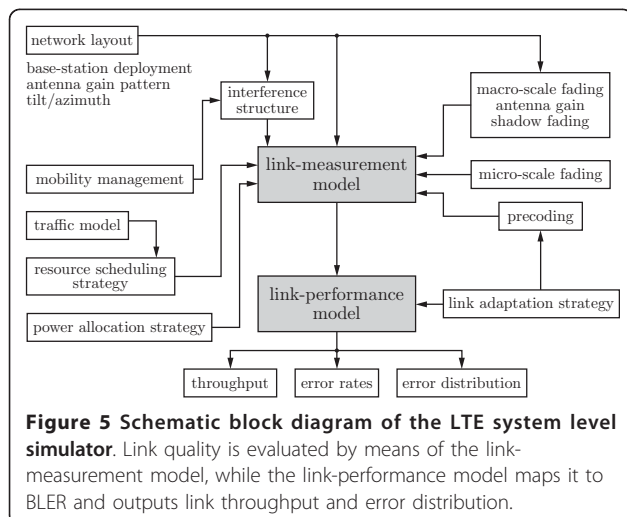 network layout
base-station deployment
antenna gain pattern
tilt/azimuth
interference
structure
macro-scale fading
antenna gain
shadow fading
mobility management
link-measurement
model
micro-scale fading
traffic model
precoding
resource scheduling
strategy
link-performance
model
link adaptation strategy
power allocation strategy
throughput
error rates
error distribution
Figure 5 Schematic block diagram of the LTE system level
simulator. Link quality is evaluated by means of the link-
measurement model, while the link-performance model maps it to
BLER and outputs link throughput and error distribution.